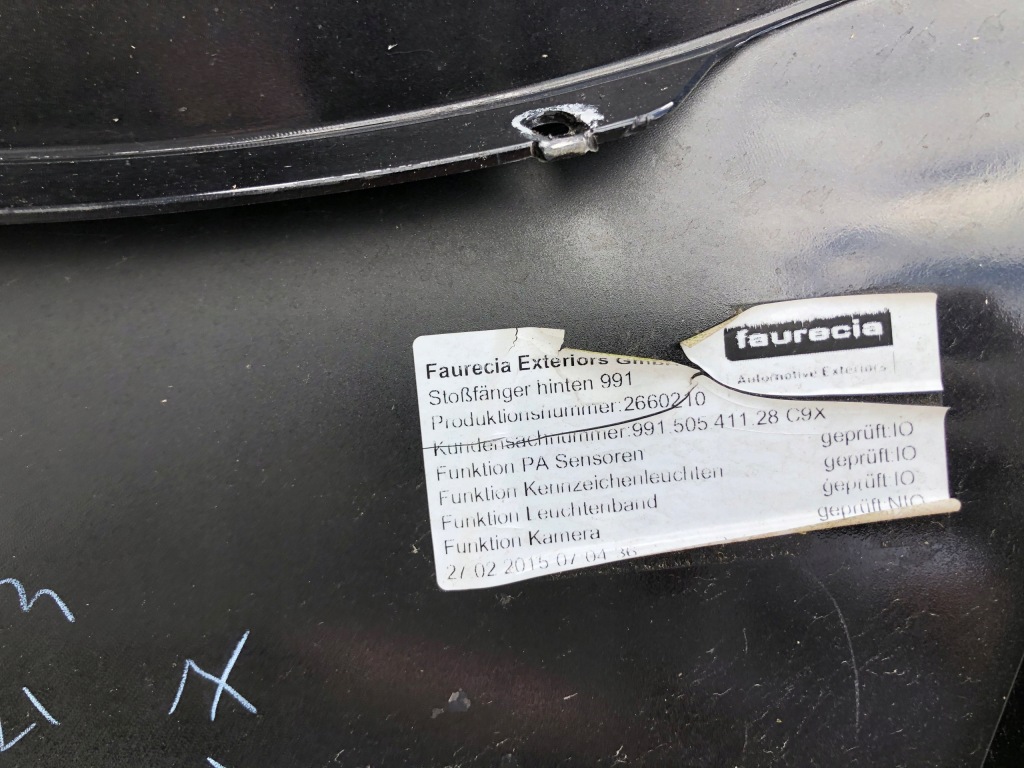 faurecia
Automotive Exteriors
Faurecia Exteriors GmbH
Stoßfänger hinten 991
Produktionsnummer:2660210
Kundensachnummer:991.505.411.28 C9X
Funktion PA Sensoren geprüft:IO
Funktion Kennzeichenleuchten geprüft:IO
Funktion Leuchtenband geprüft:IO
Funktion Kamera geprüft:NIO
27 02 2015 07 04 36